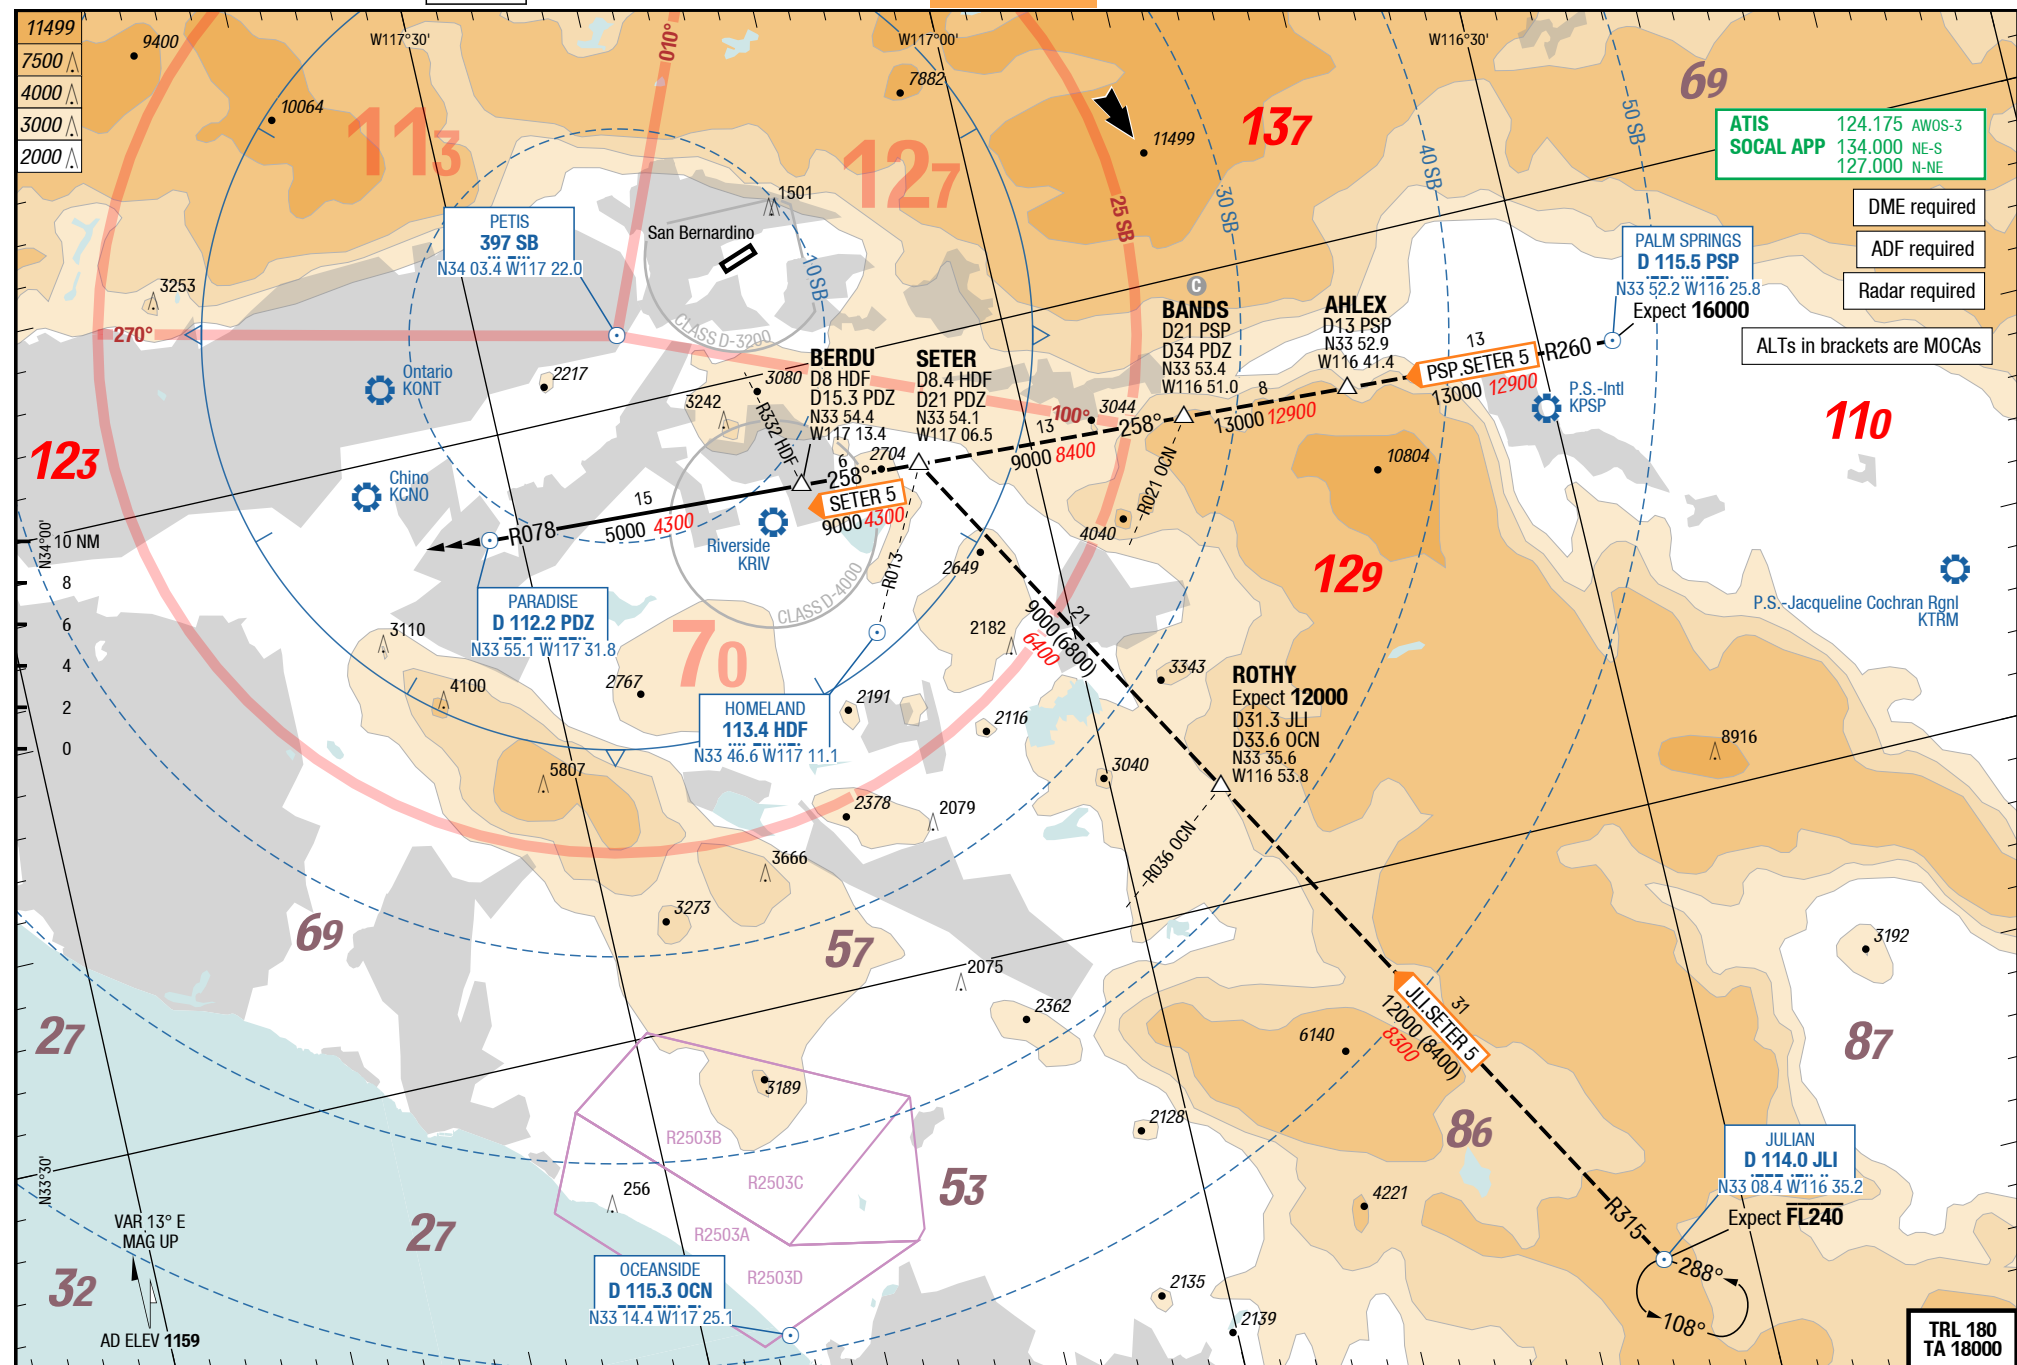 11499
7500
4000
3000
2000
9400
10064
W117°30'
010°
W117°00'
7882
W116°30'
69
50 SB
113
127
11499
137
ATIS 124.175 AWOS-3
SOCAL APP 134.000 NE-S
127.000 N-NE
40 SB
30 SB
25 SB
10 SB
DME required
ADF required
Radar required
ALTs in brackets are MOCAs
1501
San Bernardino
PETIS
397 SB
N34 03.4 W117 22.0
3253
270°
CLASS D-3200
PALM SPRINGS
D 115.5 PSP
N33 52.2 W116 25.8
Expect 16000
C
BANDS
D21 PSP
D34 PDZ
N33 53.4
W116 51.0
AHLEX
D13 PSP
N33 52.9
W116 41.4
13
PSP.SETER 5
R260
13000 12900
P.S.-Intl
KPSP
BERDU
D8 HDF
D15.3 PDZ
N33 54.4
W117 13.4
SETER
D8.4 HDF
D21 PDZ
N33 54.1
W117 06.5
Ontario
KONT
2217
3080
3242
R332 HDF
100°
3044
13
258°
8
13000 12900
9000 8400
110
123
Chino
KCNO
6
2704
258°
SETER 5
9000 4300
15
R078
5000 4300
R021 OCN
10804
4040
N34°00'
10 NM
8
6
4
2
0
Riverside
KRIV
R013
2649
CLASS D-4000
129
P.S.-Jacqueline Cochran Rgnl
KTRM
PARADISE
D 112.2 PDZ
N33 55.1 W117 31.8
3110
4100
70
2767
2182
21
9000 (6800)
6400
3343
HOMELAND
113.4 HDF
N33 46.6 W117 11.1
2191
2116
ROTHY
Expect 12000
D31.3 JLI
D33.6 OCN
N33 35.6
W116 53.8
5807
3040
8916
2378
2079
3666
R036 OCN
3273
69
57
3192
2075
2362
31
JLI.SETER 5
12000 (8400)
8300
27
6140
87
3189
R2503B
2128
86
R2503C
JULIAN
D 114.0 JLI
N33 08.4 W116 35.2
Expect FL240
N33°30'
256
53
4221
R315
VAR 13° E
MAG UP
27
R2503A
R2503D
OCEANSIDE
D 115.3 OCN
N33 14.4 W117 25.1
32
2135
2139
288°
108°
AD ELEV 1159
TRL 180
TA 18000